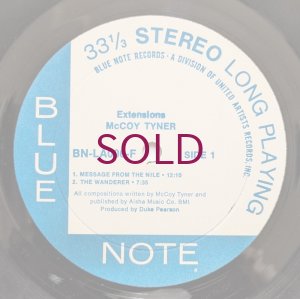 33⅓ STEREO LONG PLAYING
BLUE NOTE RECORDS • A DIVISION OF UNITED ARTISTS RECORDS, INC.
Extensions
McCOY TYNER
SOLD
SIDE 1
1. MESSAGE FROM THE NILE •
2. THE WANDERER • 7:35
All compositions written by McCoy Tyner and
published by Aisha Music Co. BMI
Produced by Duke Pearson
BLUE
NOTE